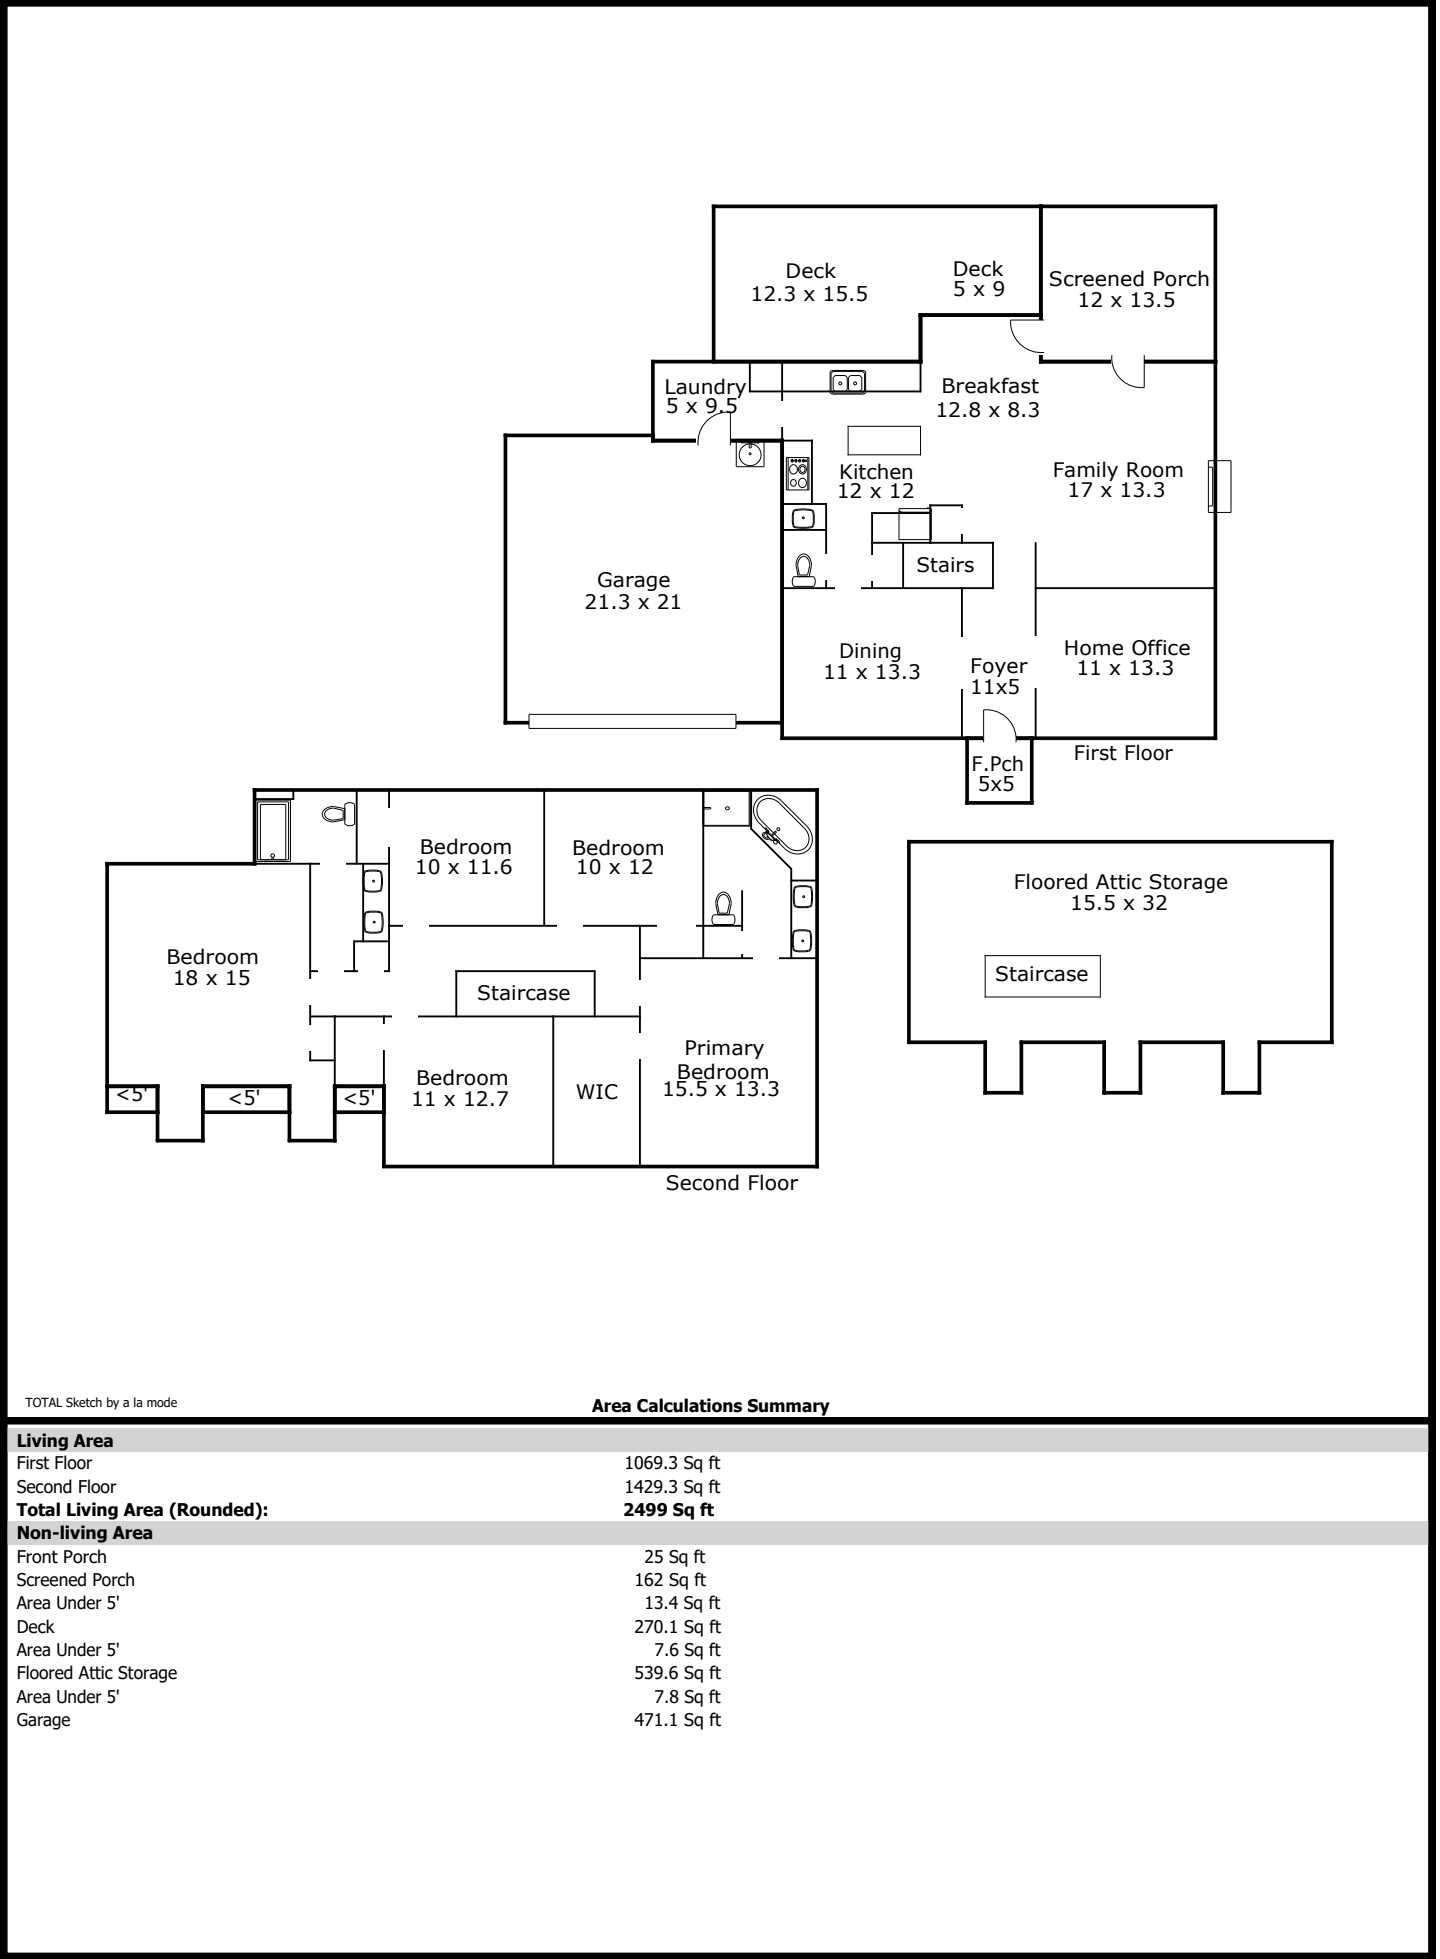 Deck
12.3 x 15.5
Deck
5 x 9
Screened Porch
12 x 13.5
Laundry
5 x 9.5
Breakfast
12.8 x 8.3
Kitchen
12 x 12
Family Room
17 x 13.3
Stairs
Garage
21.3 x 21
Dining
11 x 13.3
Foyer
11x5
Home Office
11 x 13.3
F.Pch
5x5
First Floor
Bedroom
10 x 11.6
Bedroom
10 x 12
Bedroom
18 x 15
Staircase
Primary
Bedroom
15.5 x 13.3
Bedroom
11 x 12.7
WIC
<5'
<5'
<5'
Second Floor
Floored Attic Storage
15.5 x 32
Staircase
TOTAL Sketch by a la mode
Area Calculations Summary
Living Area
First Floor 1069.3 Sq ft
Second Floor 1429.3 Sq ft
Total Living Area (Rounded): 2499 Sq ft
Non-living Area
Front Porch 25 Sq ft
Screened Porch 162 Sq ft
Area Under 5' 13.4 Sq ft
Deck 270.1 Sq ft
Area Under 5' 7.6 Sq ft
Floored Attic Storage 539.6 Sq ft
Area Under 5' 7.8 Sq ft
Garage 471.1 Sq ft